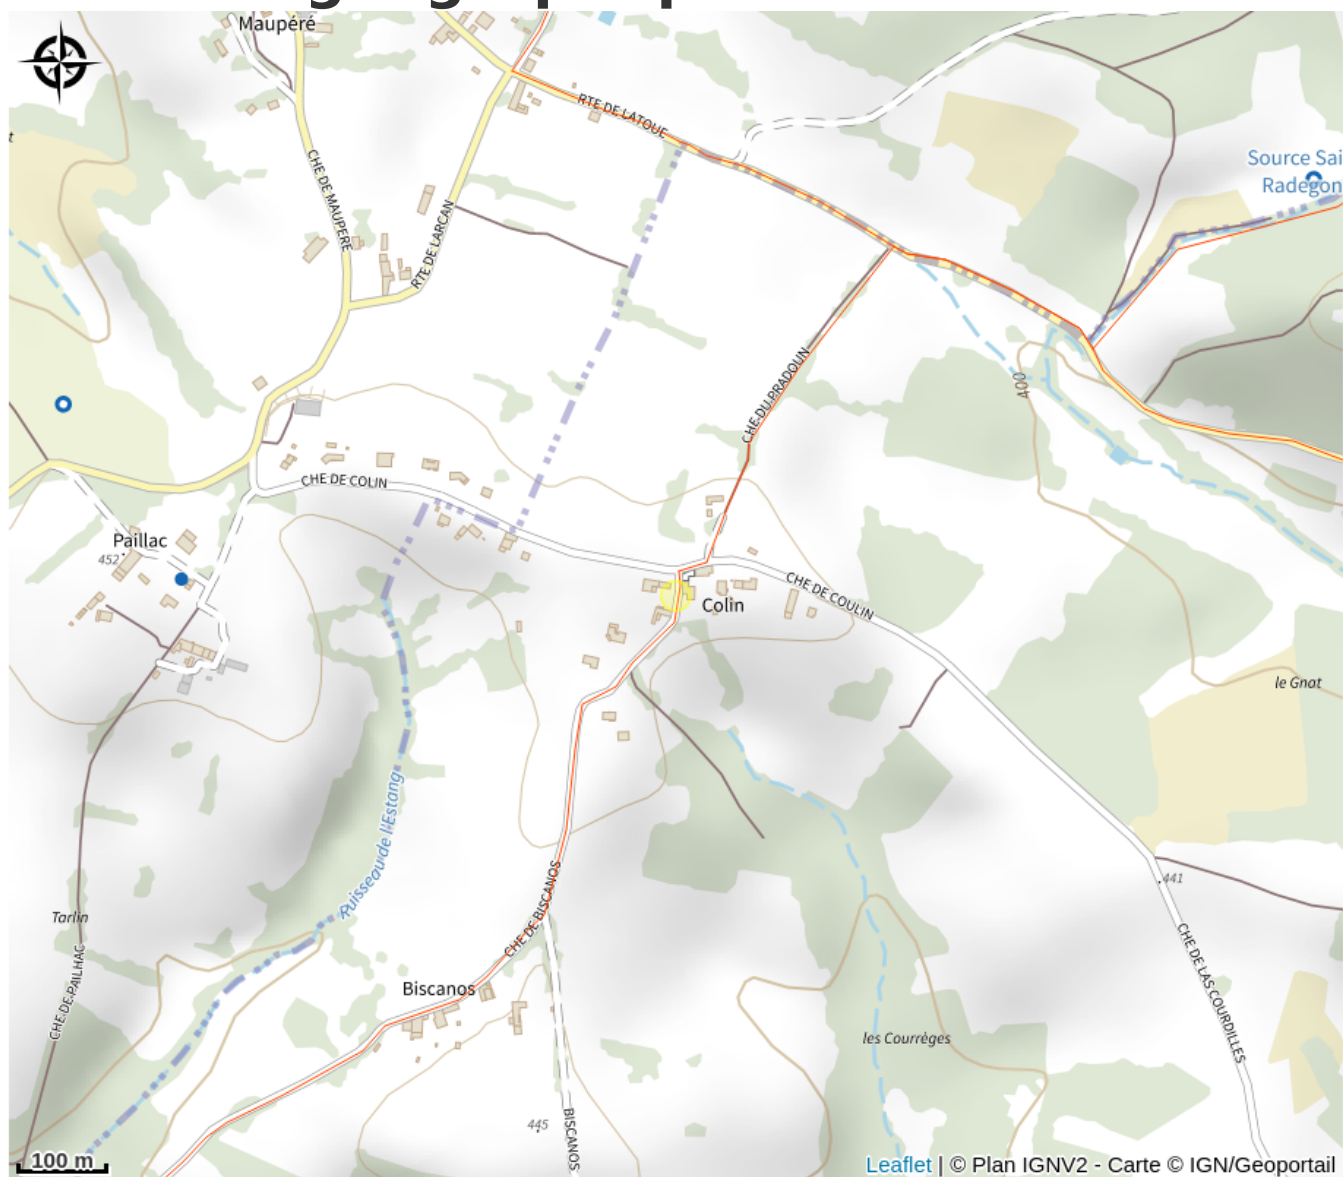 Maupéré
RTE DE LATOUE
CHE DE MAUPERE
RTE DE LARCAN
Source Sai
Radegon
t
CHE DU PRADOUN
400
CHE DE COLIN
Paillac
452
Colin
CHE DE COULIN
le Gnat
Ruisseau de l'Estang
441
Tarlin
CHE DE PAILHAC
CHE DE BISCANOS
CHE DE LAS COURDILLES
Biscanos
les Courrèges
445
BISCANOS
100 m
Leaflet | © Plan IGNV2 - Carte © IGN/Geoportail